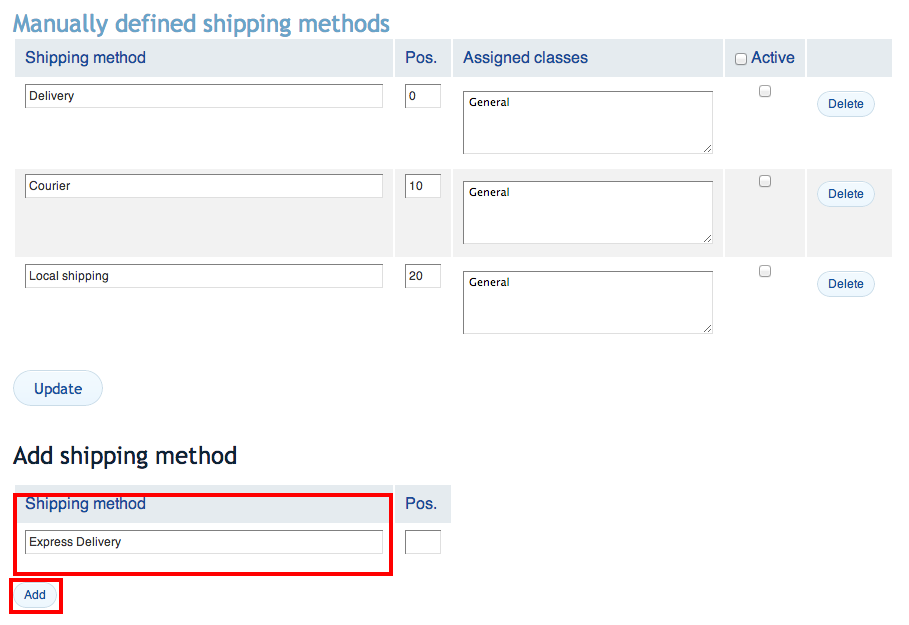 Manually defined shipping methods
Shipping method Pos. Assigned classes Active
Delivery 0 General Delete
Courier 10 General Delete
Local shipping 20 General Delete
Update
Add shipping method
Shipping method Pos.
Express Delivery
Add